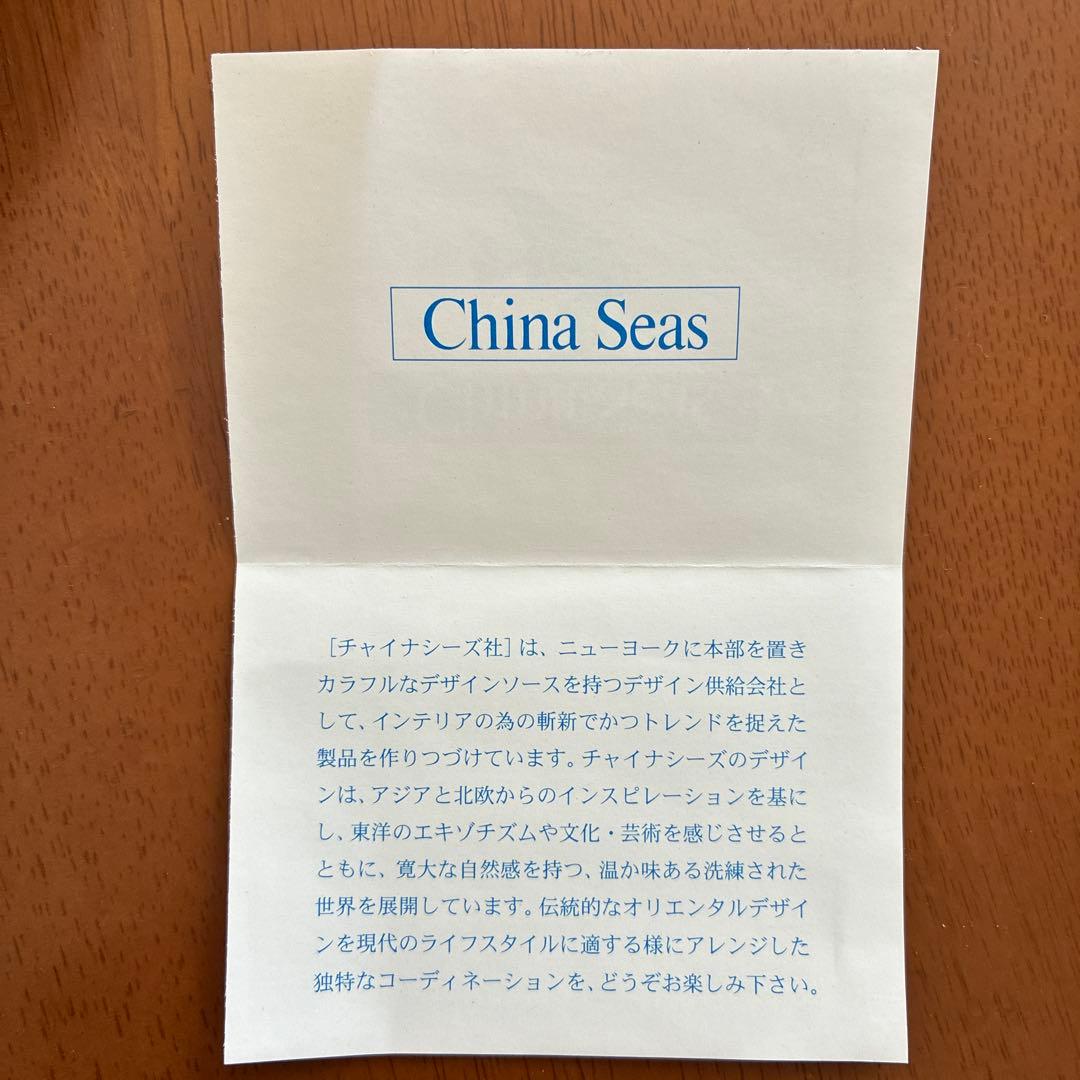 China Seas
［チャイナシーズ社］は、ニューヨークに本部を置き
カラフルなデザインソースを持つデザイン供給会社と
して、インテリアの為の斬新でかつトレンドを捉えた
製品を作りつづけています。チャイナシーズのデザイ
ンは、アジアと北欧からのインスピレーションを基に
し、東洋のエキゾチズムや文化・芸術を感じさせると
ともに、寛大な自然感を持つ、温か味ある洗練された
世界を展開しています。伝統的なオリエンタルデザイ
ンを現代のライフスタイルに適する様にアレンジした
独特なコーディネーションを、どうぞお楽しみ下さい。